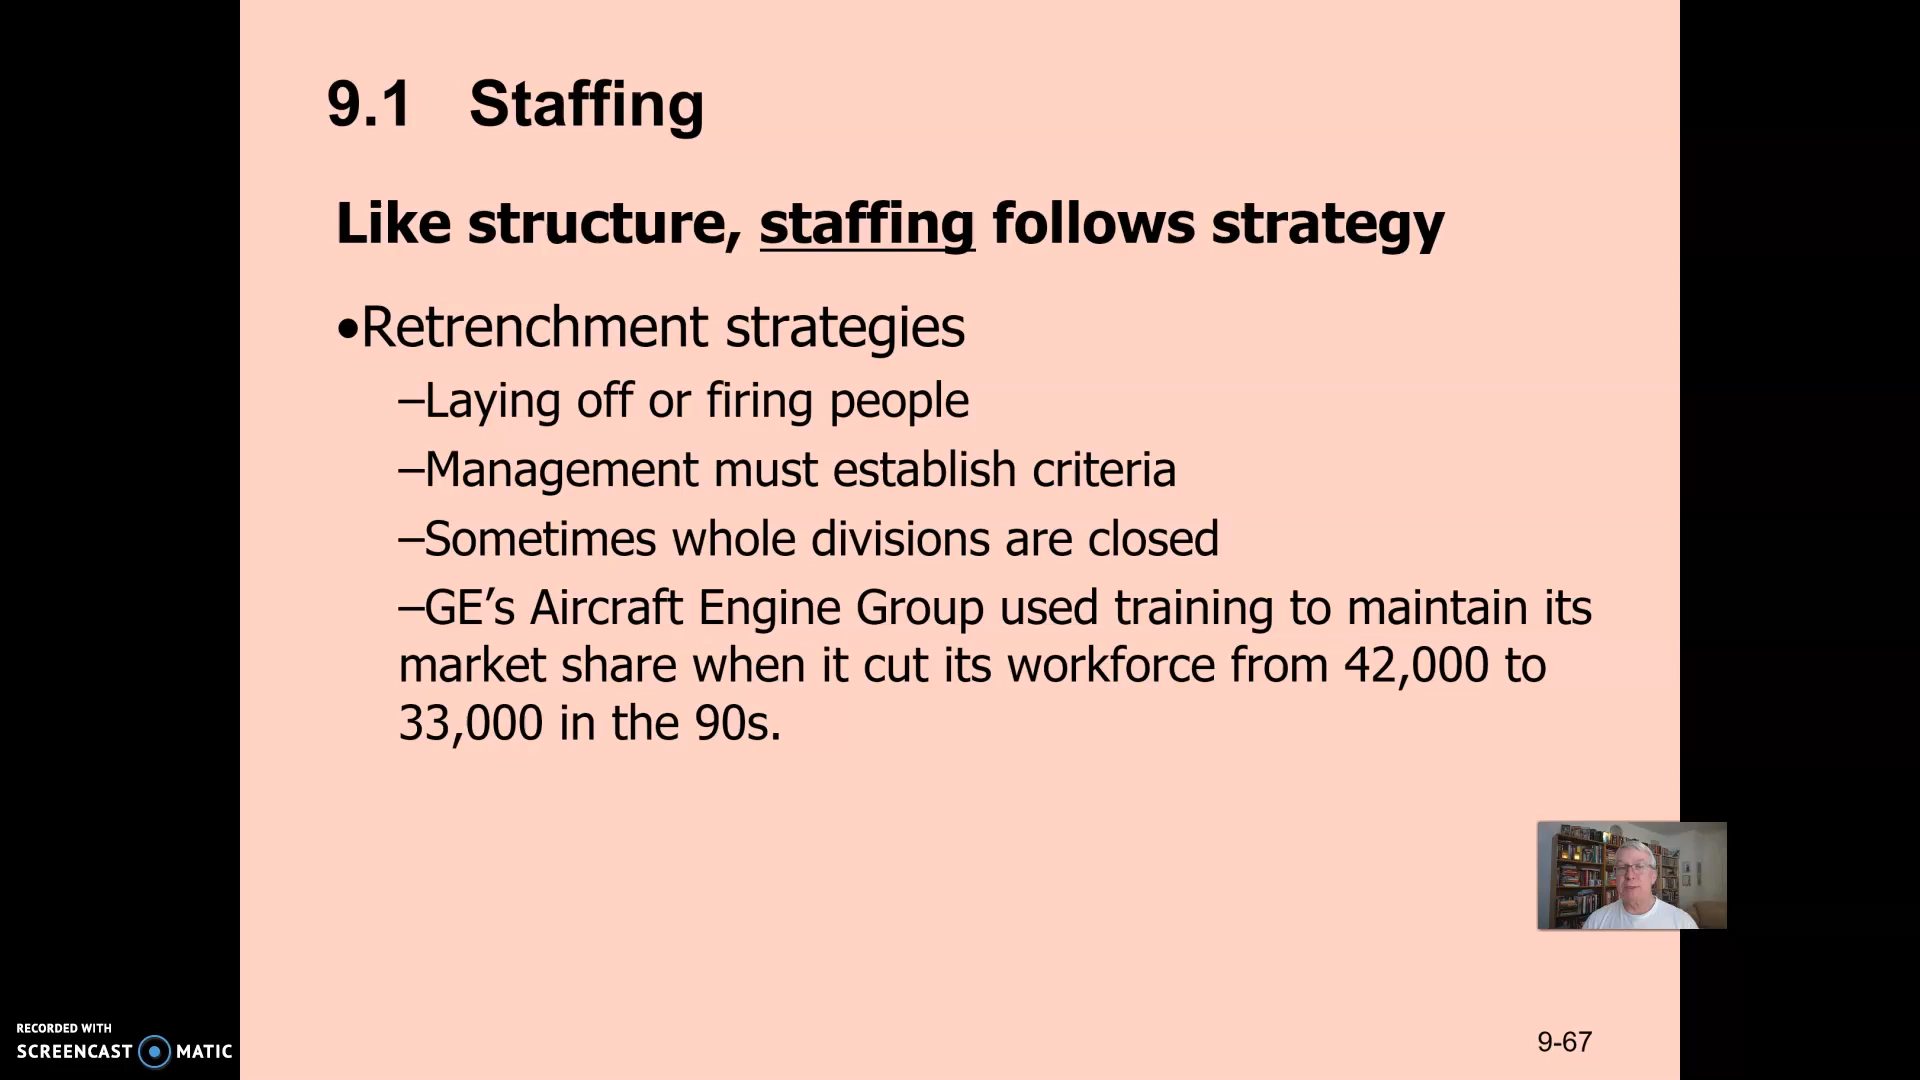 9.1 Staffing
Like structure, staffing follows strategy
•Retrenchment strategies
–Laying off or firing people
–Management must establish criteria
–Sometimes whole divisions are closed
–GE’s Aircraft Engine Group used training to maintain its
market share when it cut its workforce from 42,000 to
33,000 in the 90s.
RECORDED WITH
SCREENCAST MATIC
9-67